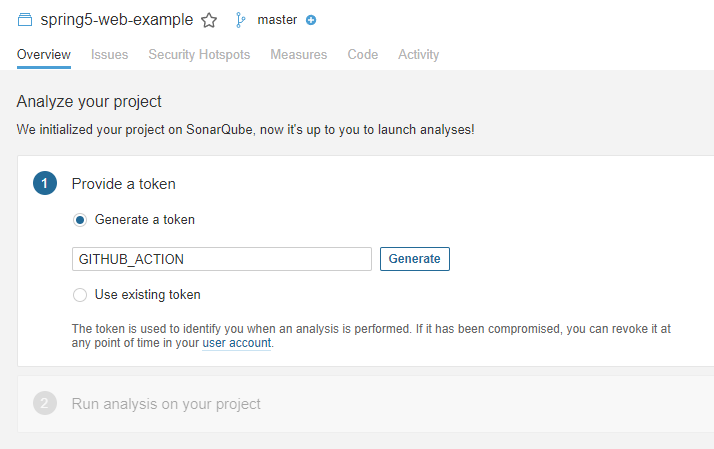 spring5-web-example master
Overview Issues Security Hotspots Measures Code Activity
Analyze your project
We initialized your project on SonarQube, now it's up to you to launch analyses!
1 Provide a token
Generate a token
GITHUB_ACTION Generate
Use existing token
The token is used to identify you when an analysis is performed. If it has been compromised, you can revoke it at
any point of time in your user account.
2 Run analysis on your project